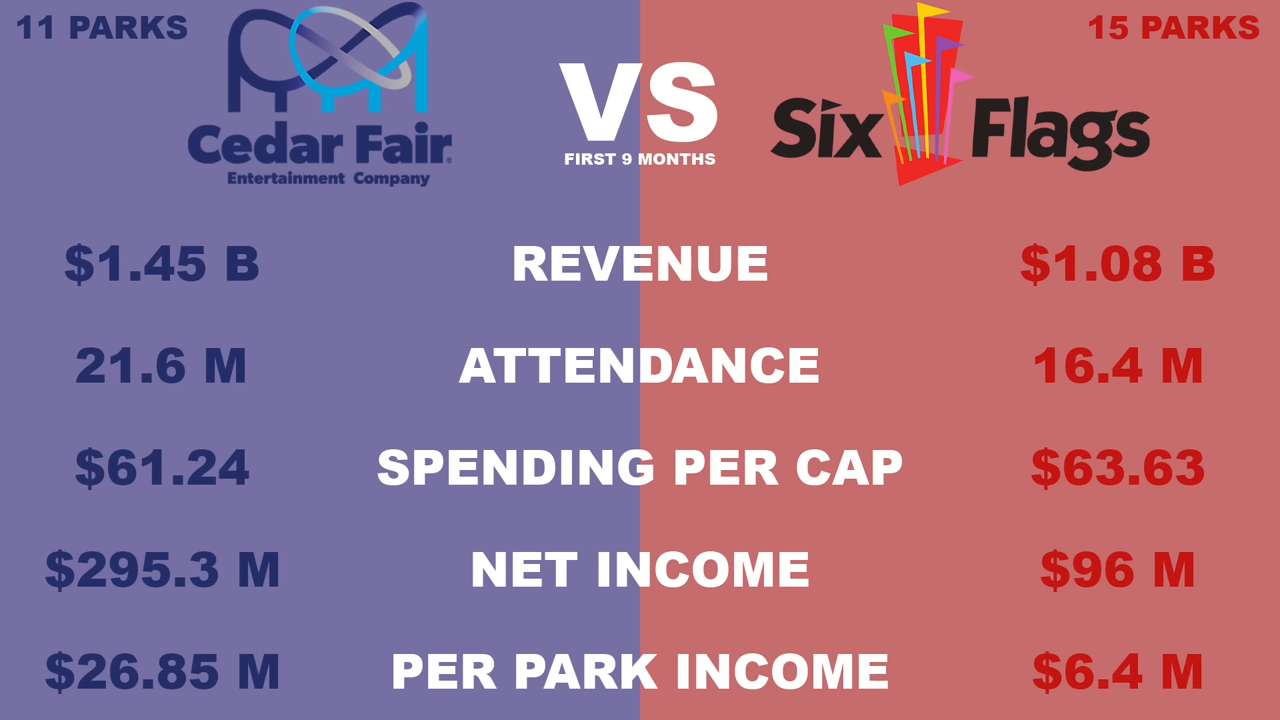 11 PARKS
15 PARKS
Cedar Fair
Entertainment Company
VS
FIRST 9 MONTHS
Six Flags
$1.45 B REVENUE $1.08 B
21.6 M ATTENDANCE 16.4 M
$61.24 SPENDING PER CAP $63.63
$295.3 M NET INCOME $96 M
$26.85 M PER PARK INCOME $6.4 M